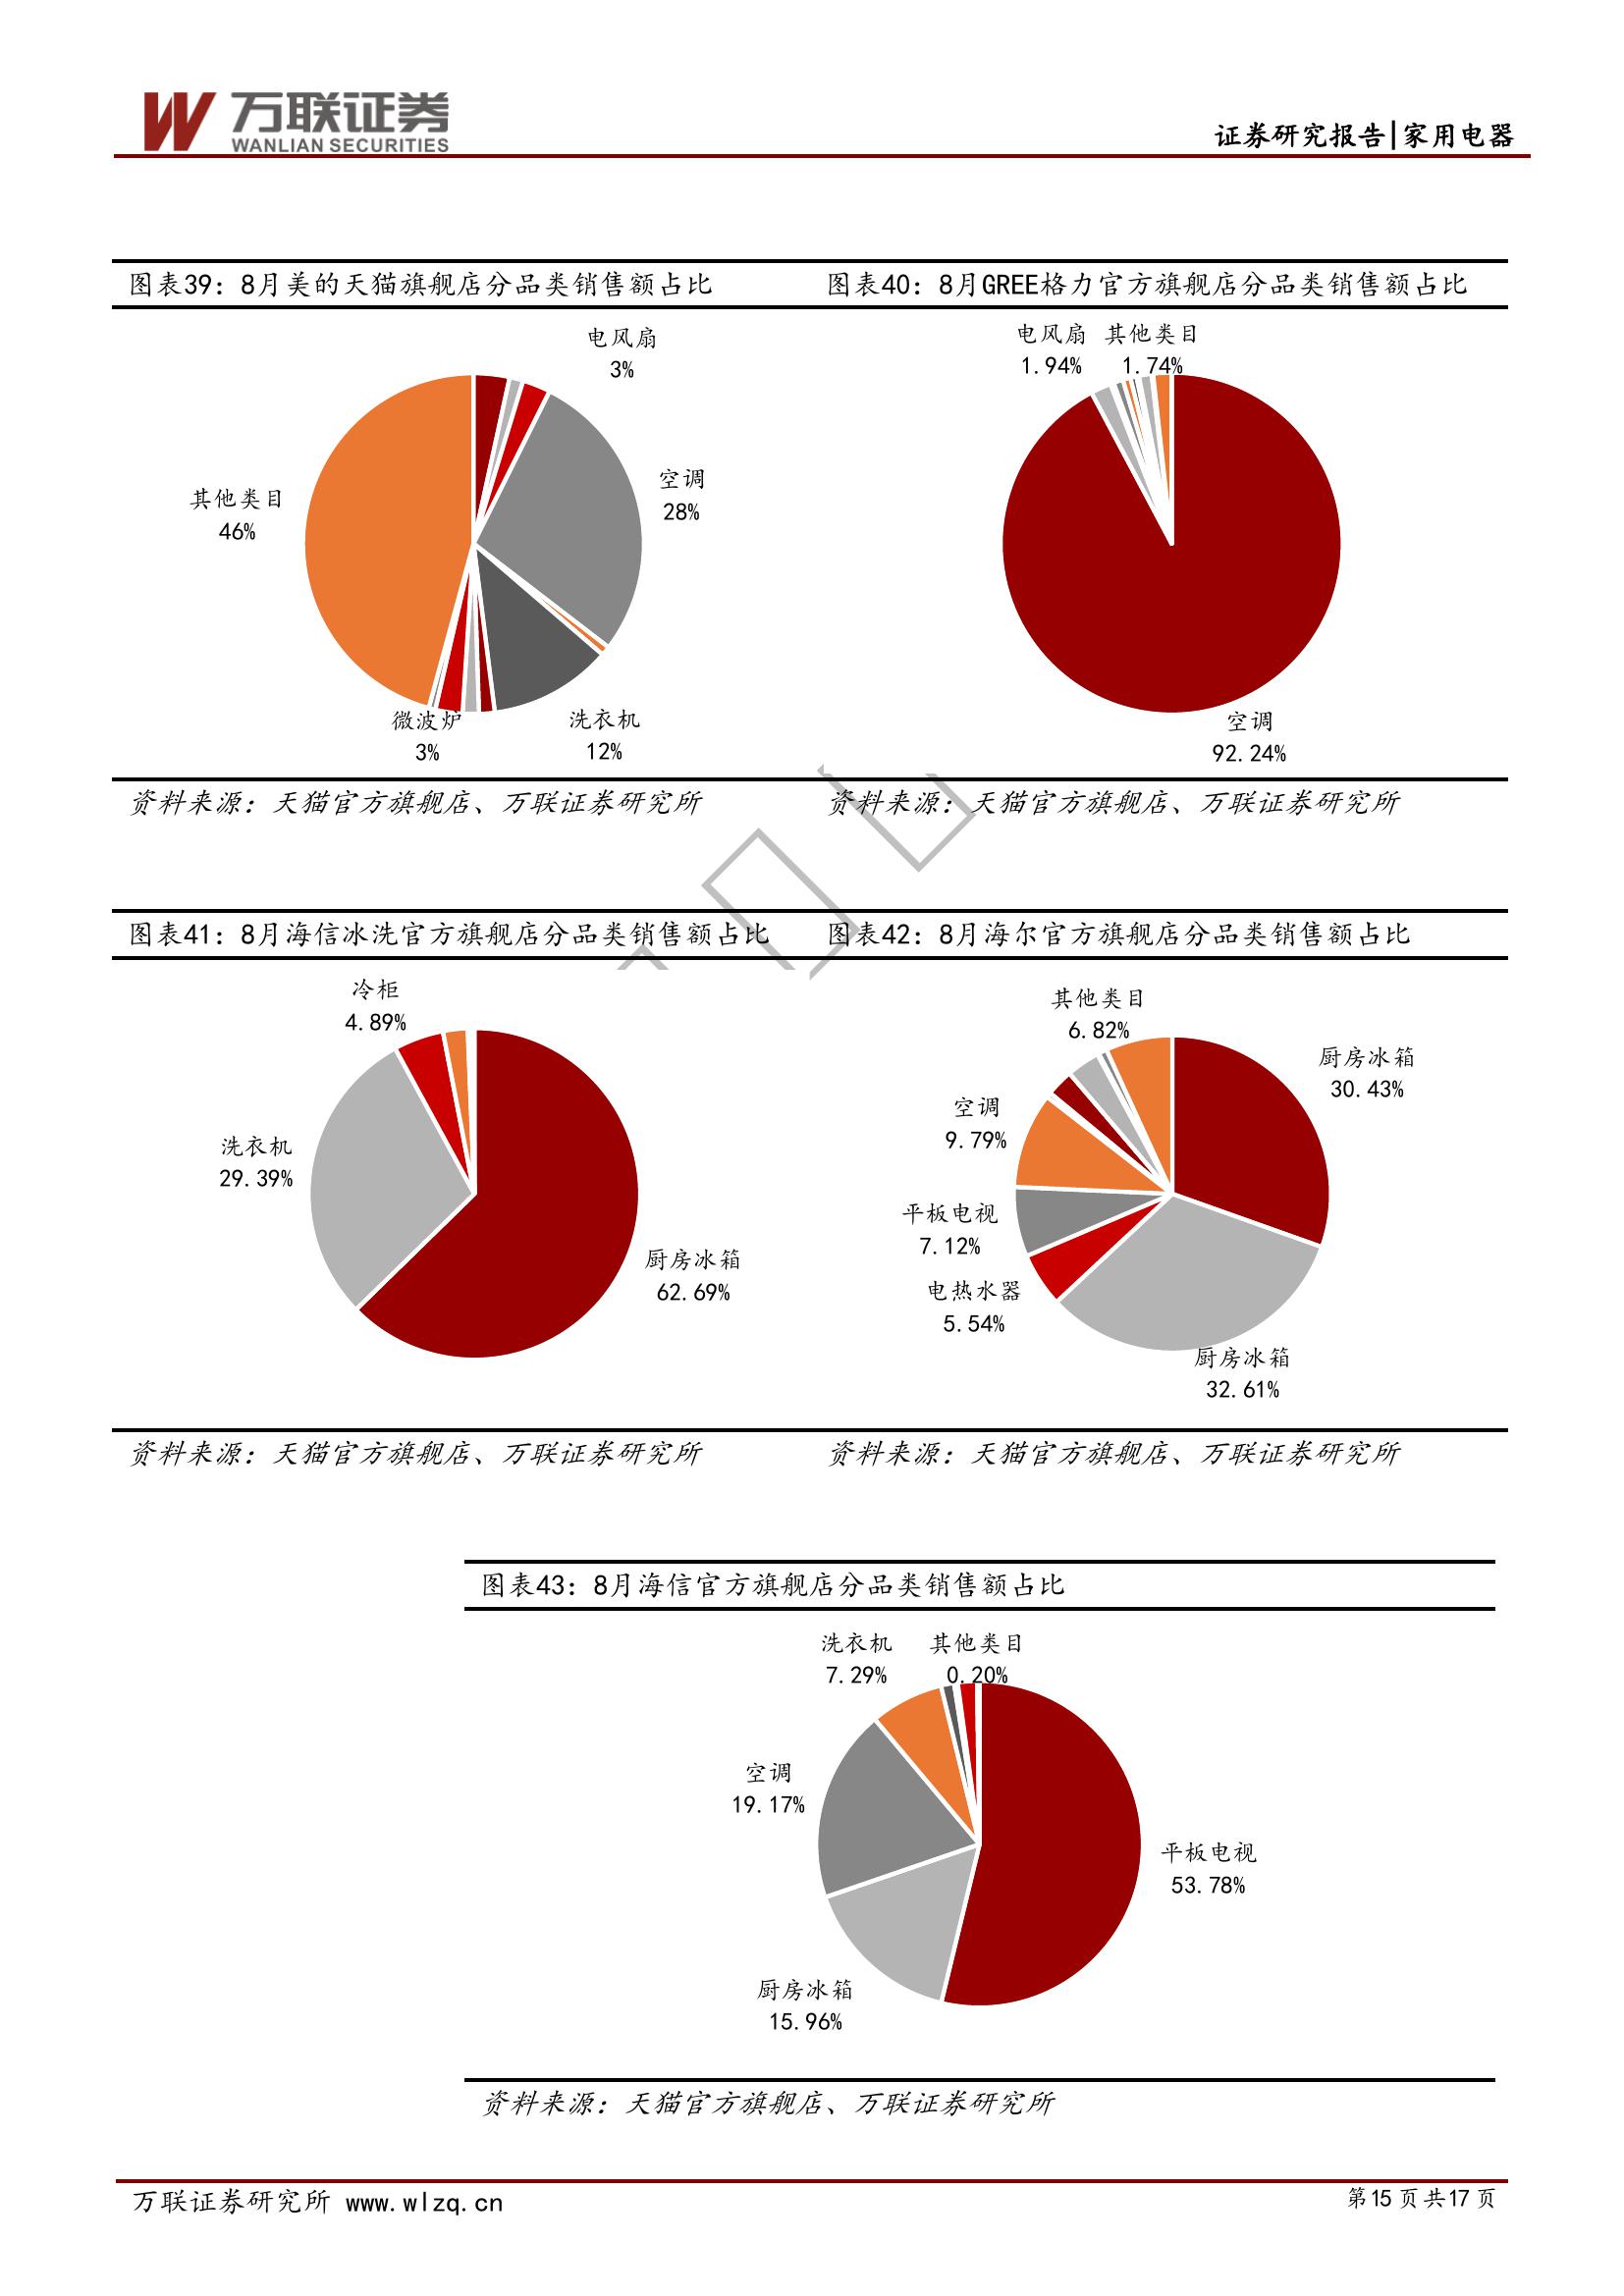 万联证券
WANLIAN SECURITIES
证券研究报告|家用电器
图表39：8月美的天猫旗舰店分品类销售额占比
电风扇
3%
空调
28%
其他类目
46%
微波炉
3%
洗衣机
12%
资料来源：天猫官方旗舰店、万联证券研究所
图表40：8月GREE格力官方旗舰店分品类销售额占比
电风扇
1.94%
其他类目
1.74%
空调
92.24%
资料来源：天猫官方旗舰店、万联证券研究所
图表41：8月海信冰洗官方旗舰店分品类销售额占比
冷柜
4.89%
洗衣机
29.39%
厨房冰箱
62.69%
资料来源：天猫官方旗舰店、万联证券研究所
图表42：8月海尔官方旗舰店分品类销售额占比
其他类目
6.82%
厨房冰箱
30.43%
空调
9.79%
平板电视
7.12%
电热水器
5.54%
厨房冰箱
32.61%
资料来源：天猫官方旗舰店、万联证券研究所
图表43：8月海信官方旗舰店分品类销售额占比
洗衣机
7.29%
其他类目
0.20%
空调
19.17%
平板电视
53.78%
厨房冰箱
15.96%
资料来源：天猫官方旗舰店、万联证券研究所
万联证券研究所 www.wlzq.cn
第15页共17页